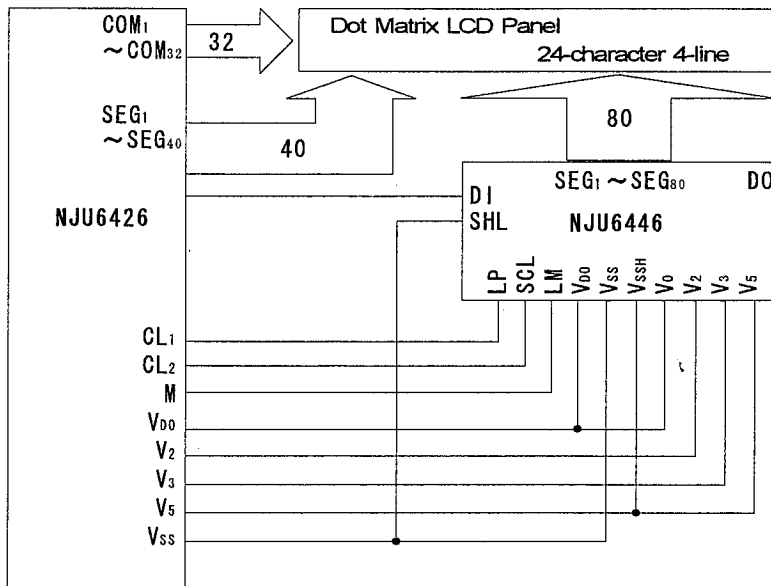 COM1
～COM32
32
Dot Matrix LCD Panel
24-character 4-line
SEG1
～SEG40
40
80
NJU6426
DI
SHL
SEG1～SEG80
DO
NJU6446
LP
SCL
LM
VDD
VSS
VSSH
V0
V2
V3
V5
CL1
CL2
M
VDD
V2
V3
V5
VSS